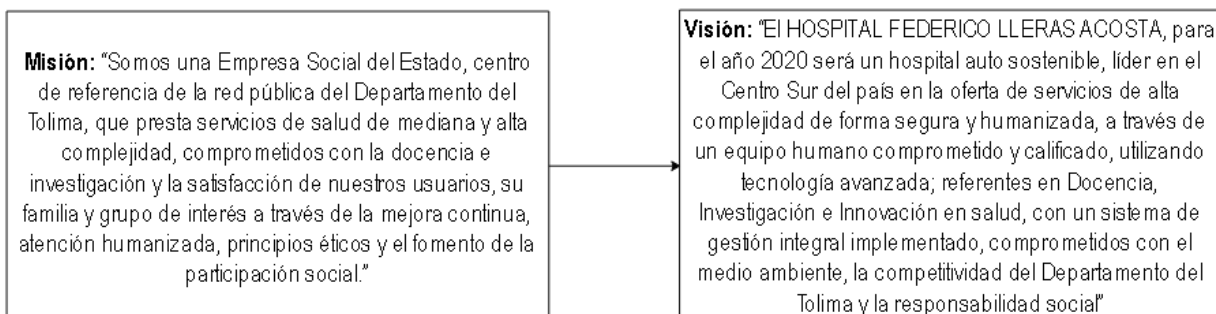 Misión: “Somos una Empresa Social del Estado, centro
de referencia de la red pública del Departamento del
Tolima, que presta servicios de salud de mediana y alta
complejidad, comprometidos con la docencia e
investigación y la satisfacción de nuestros usuarios, su
familia y grupo de interés a través de la mejora continua,
atención humanizada, principios éticos y el fomento de la
participación social.”
Visión: “El HOSPITAL FEDERICO LLERAS ACOSTA, para
el año 2020 será un hospital auto sostenible, líder en el
Centro Sur del país en la oferta de servicios de alta
complejidad de forma segura y humanizada, a través de
un equipo humano comprometido y calificado, utilizando
tecnología avanzada; referentes en Docencia,
Investigación e Innovación en salud, con un sistema de
gestión integral implementado, comprometidos con el
medio ambiente, la competitividad del Departamento del
Tolima y la responsabilidad social”